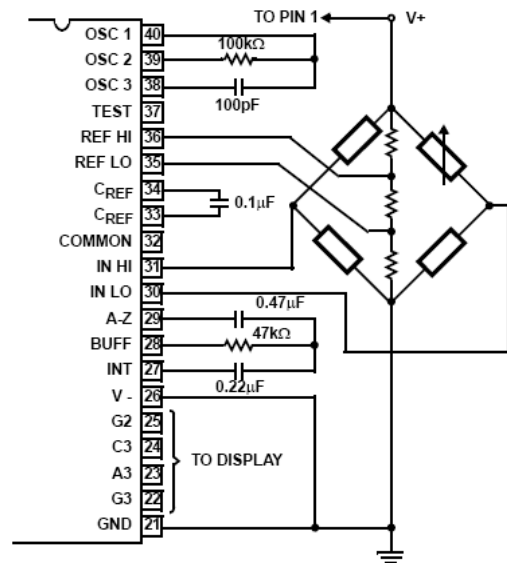 TO PIN 1
V+
OSC 1 40
OSC 2 39
100kΩ
OSC 3 38
100pF
TEST 37
REF HI 36
REF LO 35
CREF 34
0.1µF
CREF 33
COMMON 32
IN HI 31
IN LO 30
0.47µF
A-Z 29
BUFF 28
47kΩ
INT 27
0.22µF
V - 26
G2 25
C3 24
TO DISPLAY
A3 23
G3 22
GND 21